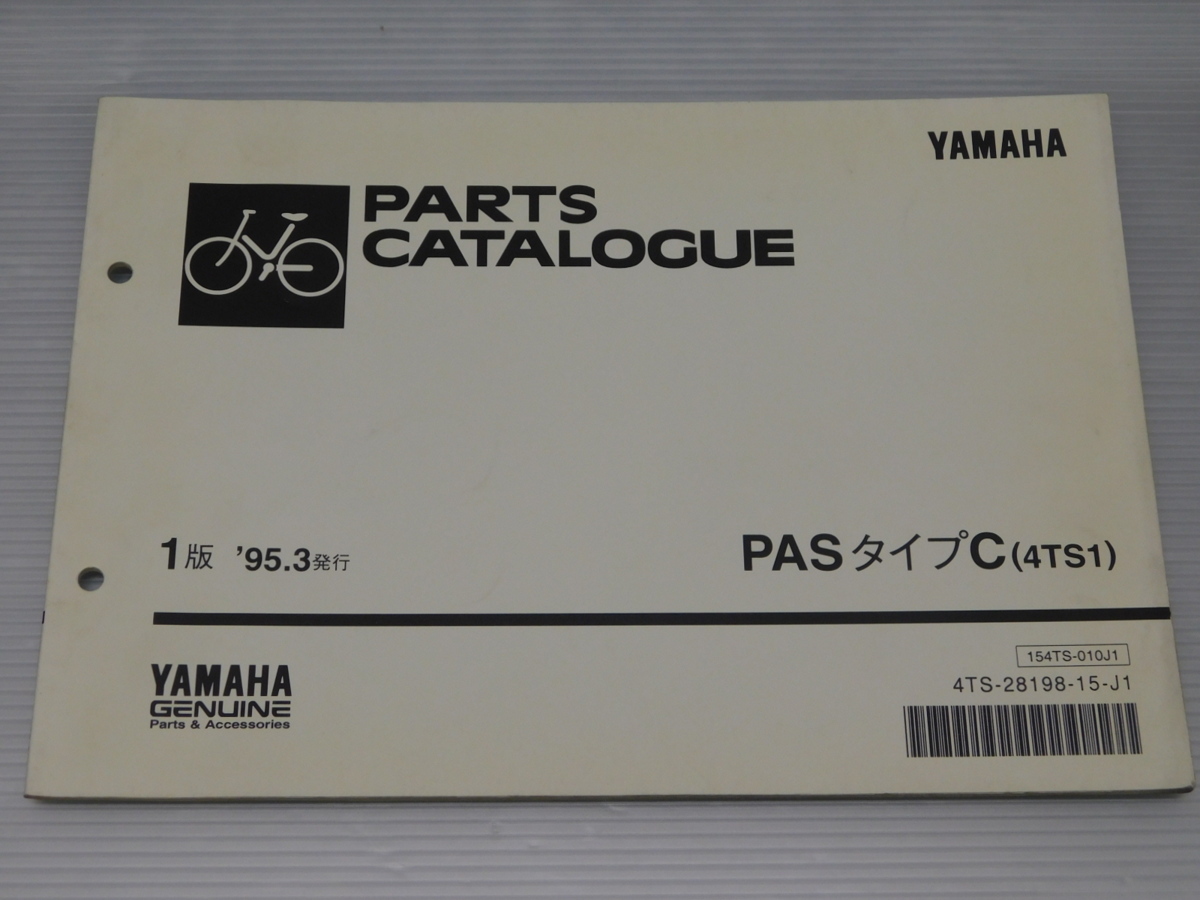 YAMAHA
PARTS
CATALOGUE
1版 '95.3発行
PASタイプC(4TS1)
154TS-010J1
4TS-28198-15-J1
YAMAHA
GENUINE
Parts & Accessories